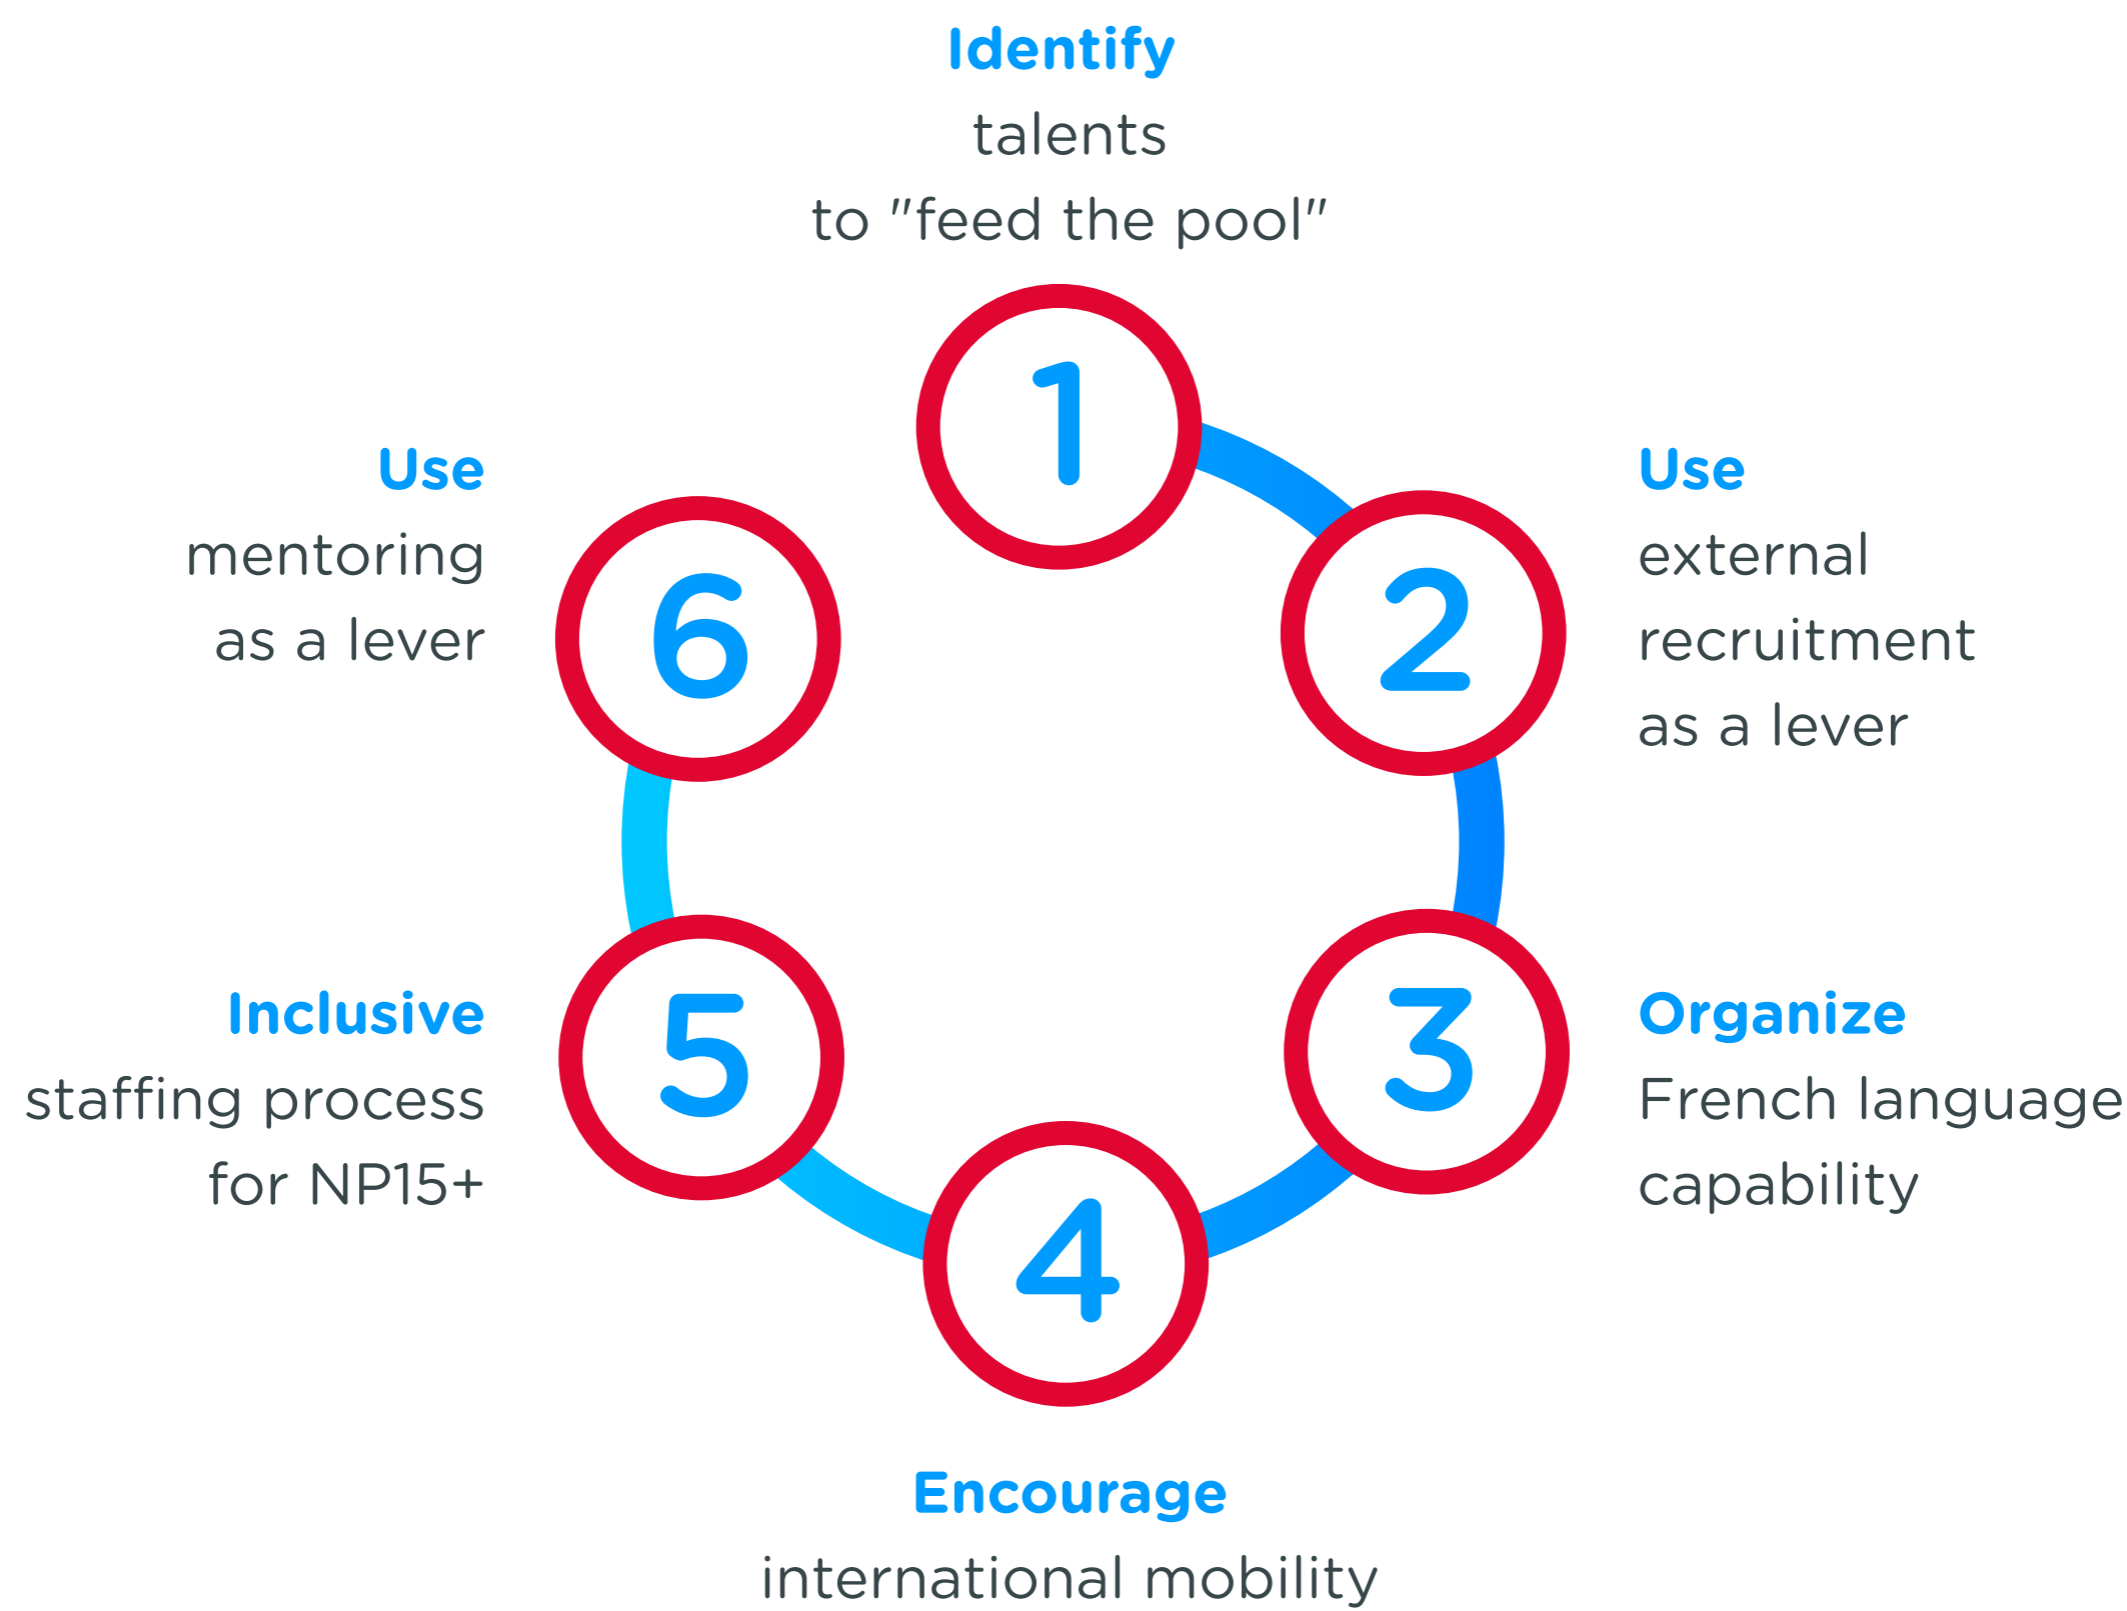 Identify
talents
to "feed the pool"
1
2
Use
external
recruitment
as a lever
3
Organize
French language
capability
4
Encourage
international mobility
5
Inclusive
staffing process
for NP15+
6
Use
mentoring
as a lever